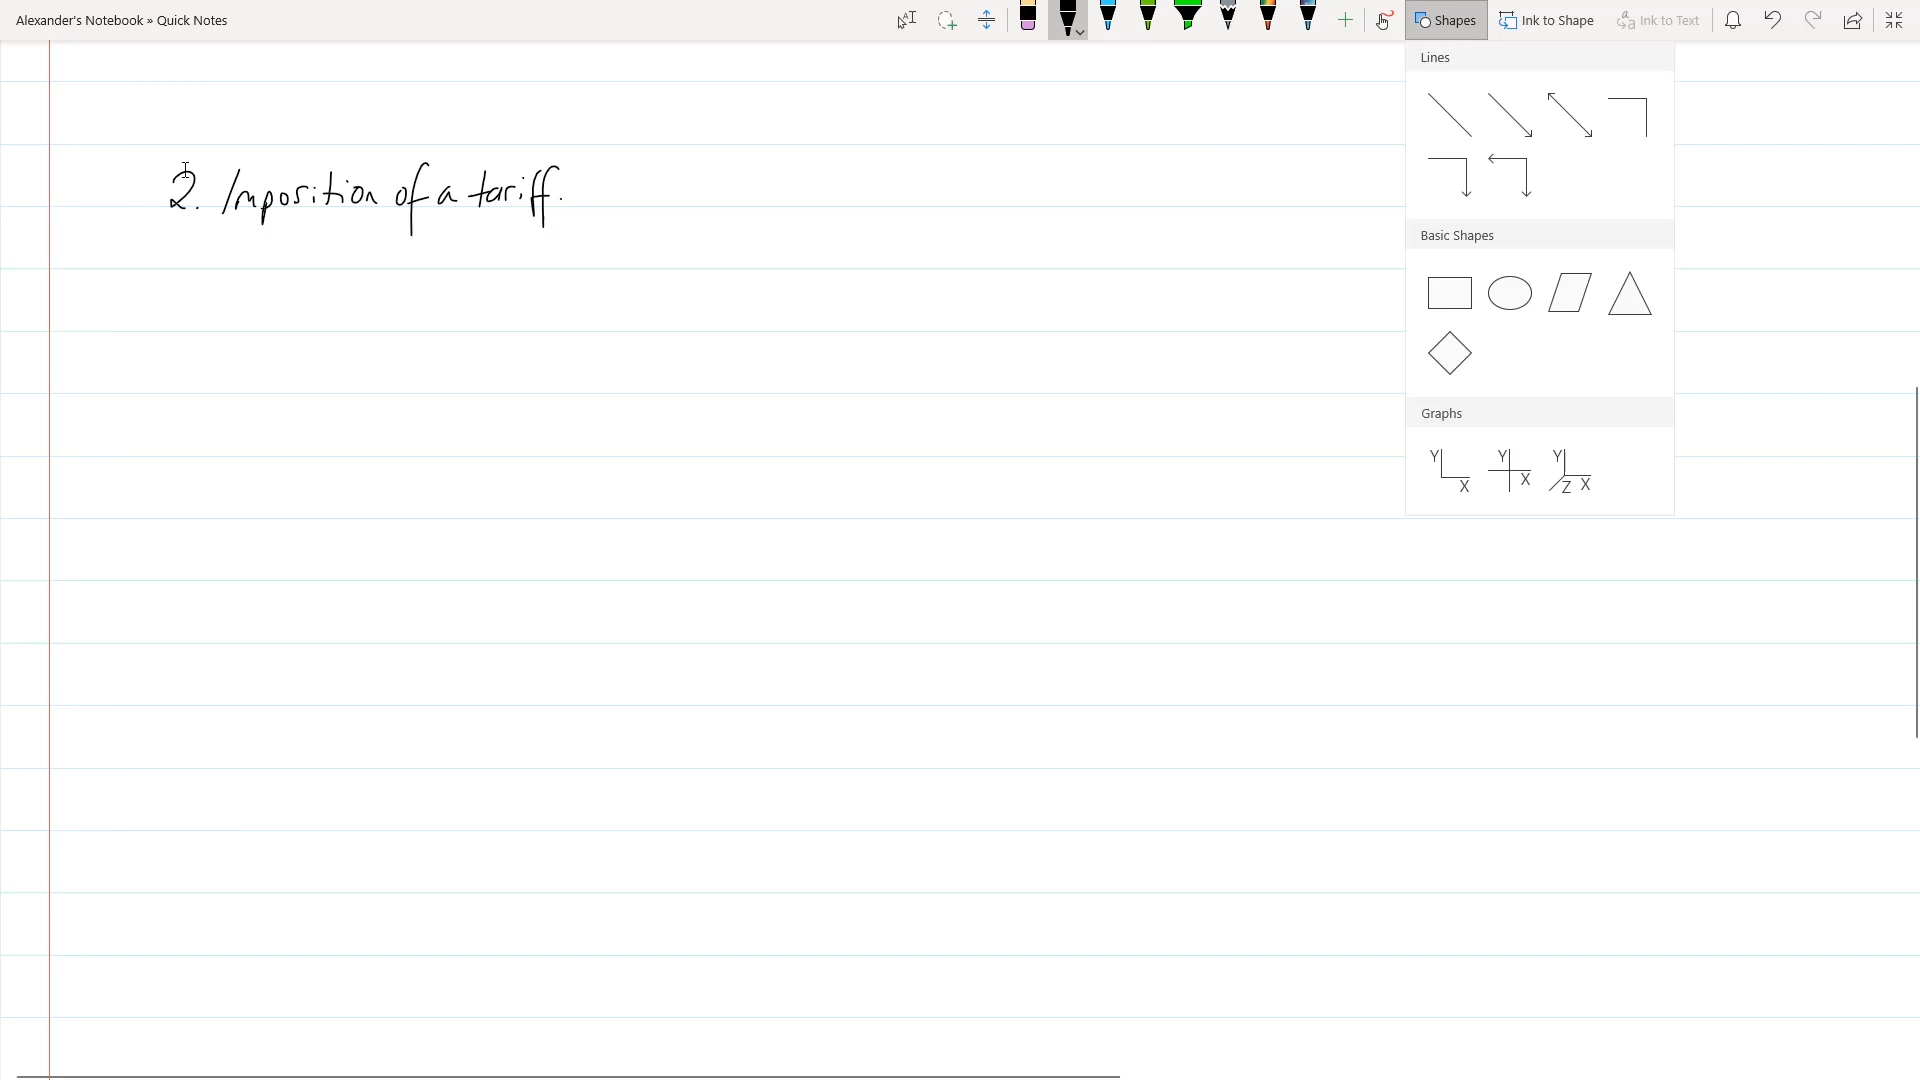 Alexander's Notebook » Quick Notes
Shapes
Ink to Shape
Ink to Text
Lines
2. Imposition of a tariff.
Basic Shapes
Graphs
Y
X
Y
X
Y
Z
X